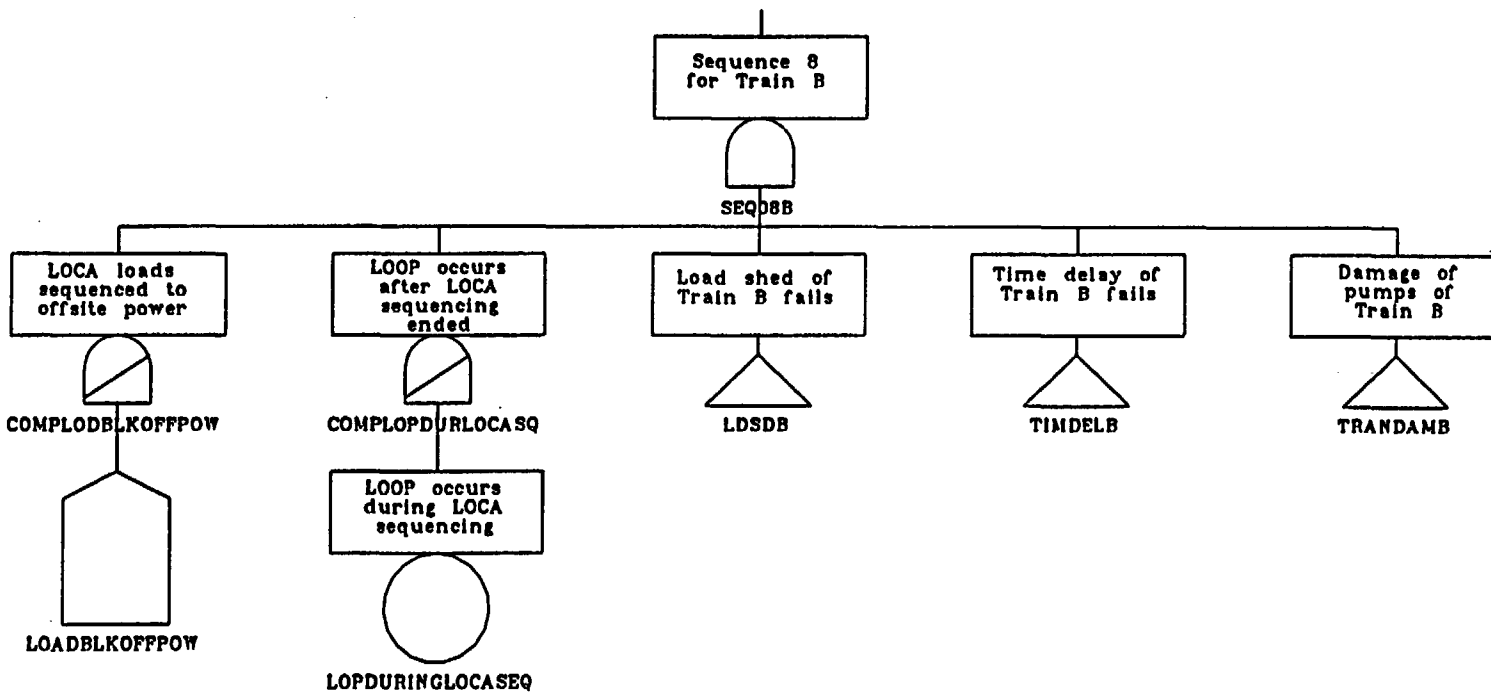 Sequence 8
for Train B
SEQ08B
LOCA loads
sequenced to
offsite power
COMPLODBLKOFFPOW
LOADBLKOFFPOW
LOOP occurs
after LOCA
sequencing
ended
COMPLOPDURLOCASQ
LOOP occurs
during LOCA
sequencing
LOPDURINGLOCASEQ
Load shed of
Train B fails
LDSDB
Time delay of
Train B fails
TIMDELB
Damage of
pumps of
Train B
TRANDAMB